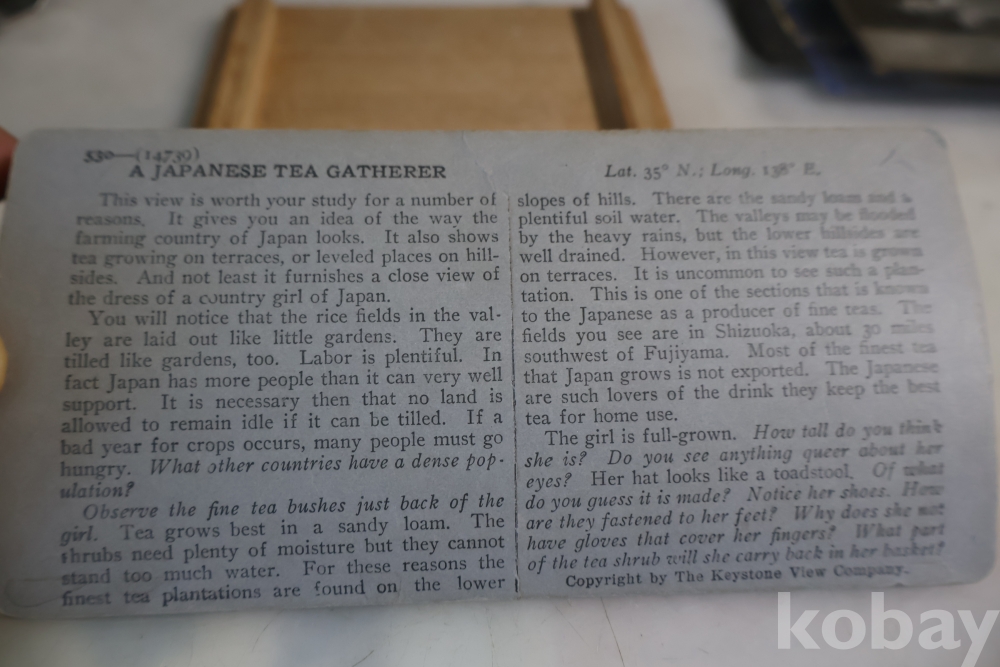 530—(14739)
A JAPANESE TEA GATHERER
Lat. 35° N.; Long. 138° E.
This view is worth your study for a number of
reasons. It gives you an idea of the way the
farming country of Japan looks. It also shows
tea growing on terraces, or leveled places on hill-
sides. And not least it furnishes a close view of
the dress of a country girl of Japan.
You will notice that the rice fields in the val-
ley are laid out like little gardens. They are
tilled like gardens, too. Labor is plentiful. In
fact Japan has more people than it can very well
support. It is necessary then that no land is
allowed to remain idle if it can be tilled. If a
bad year for crops occurs, many people must go
hungry. What other countries have a dense pop-
ulation?
Observe the fine tea bushes just back of the
girl. Tea grows best in a sandy loam. The
shrubs need plenty of moisture but they cannot
stand too much water. For these reasons the
finest tea plantations are found on the lower
slopes of hills. There are the sandy loam and a
plentiful soil water. The valleys may be flooded
by the heavy rains, but the lower hillsides are
well drained. However, in this view tea is grown
on terraces. It is uncommon to see such a plan-
tation. This is one of the sections that is known
to the Japanese as a producer of fine teas. The
fields you see are in Shizuoka, about 30 miles
southwest of Fujiyama. Most of the finest tea
that Japan grows is not exported. The Japanese
are such lovers of the drink they keep the best
tea for home use.
The girl is full-grown. How tall do you think
she is? Do you see anything queer about her
eyes? Her hat looks like a toadstool. Of what
do you guess it is made? Notice her shoes. How
are they fastened to her feet? Why does she not
have gloves that cover her fingers? What part
of the tea shrub will she carry back in her basket?
Copyright by The Keystone View Company.
kobay